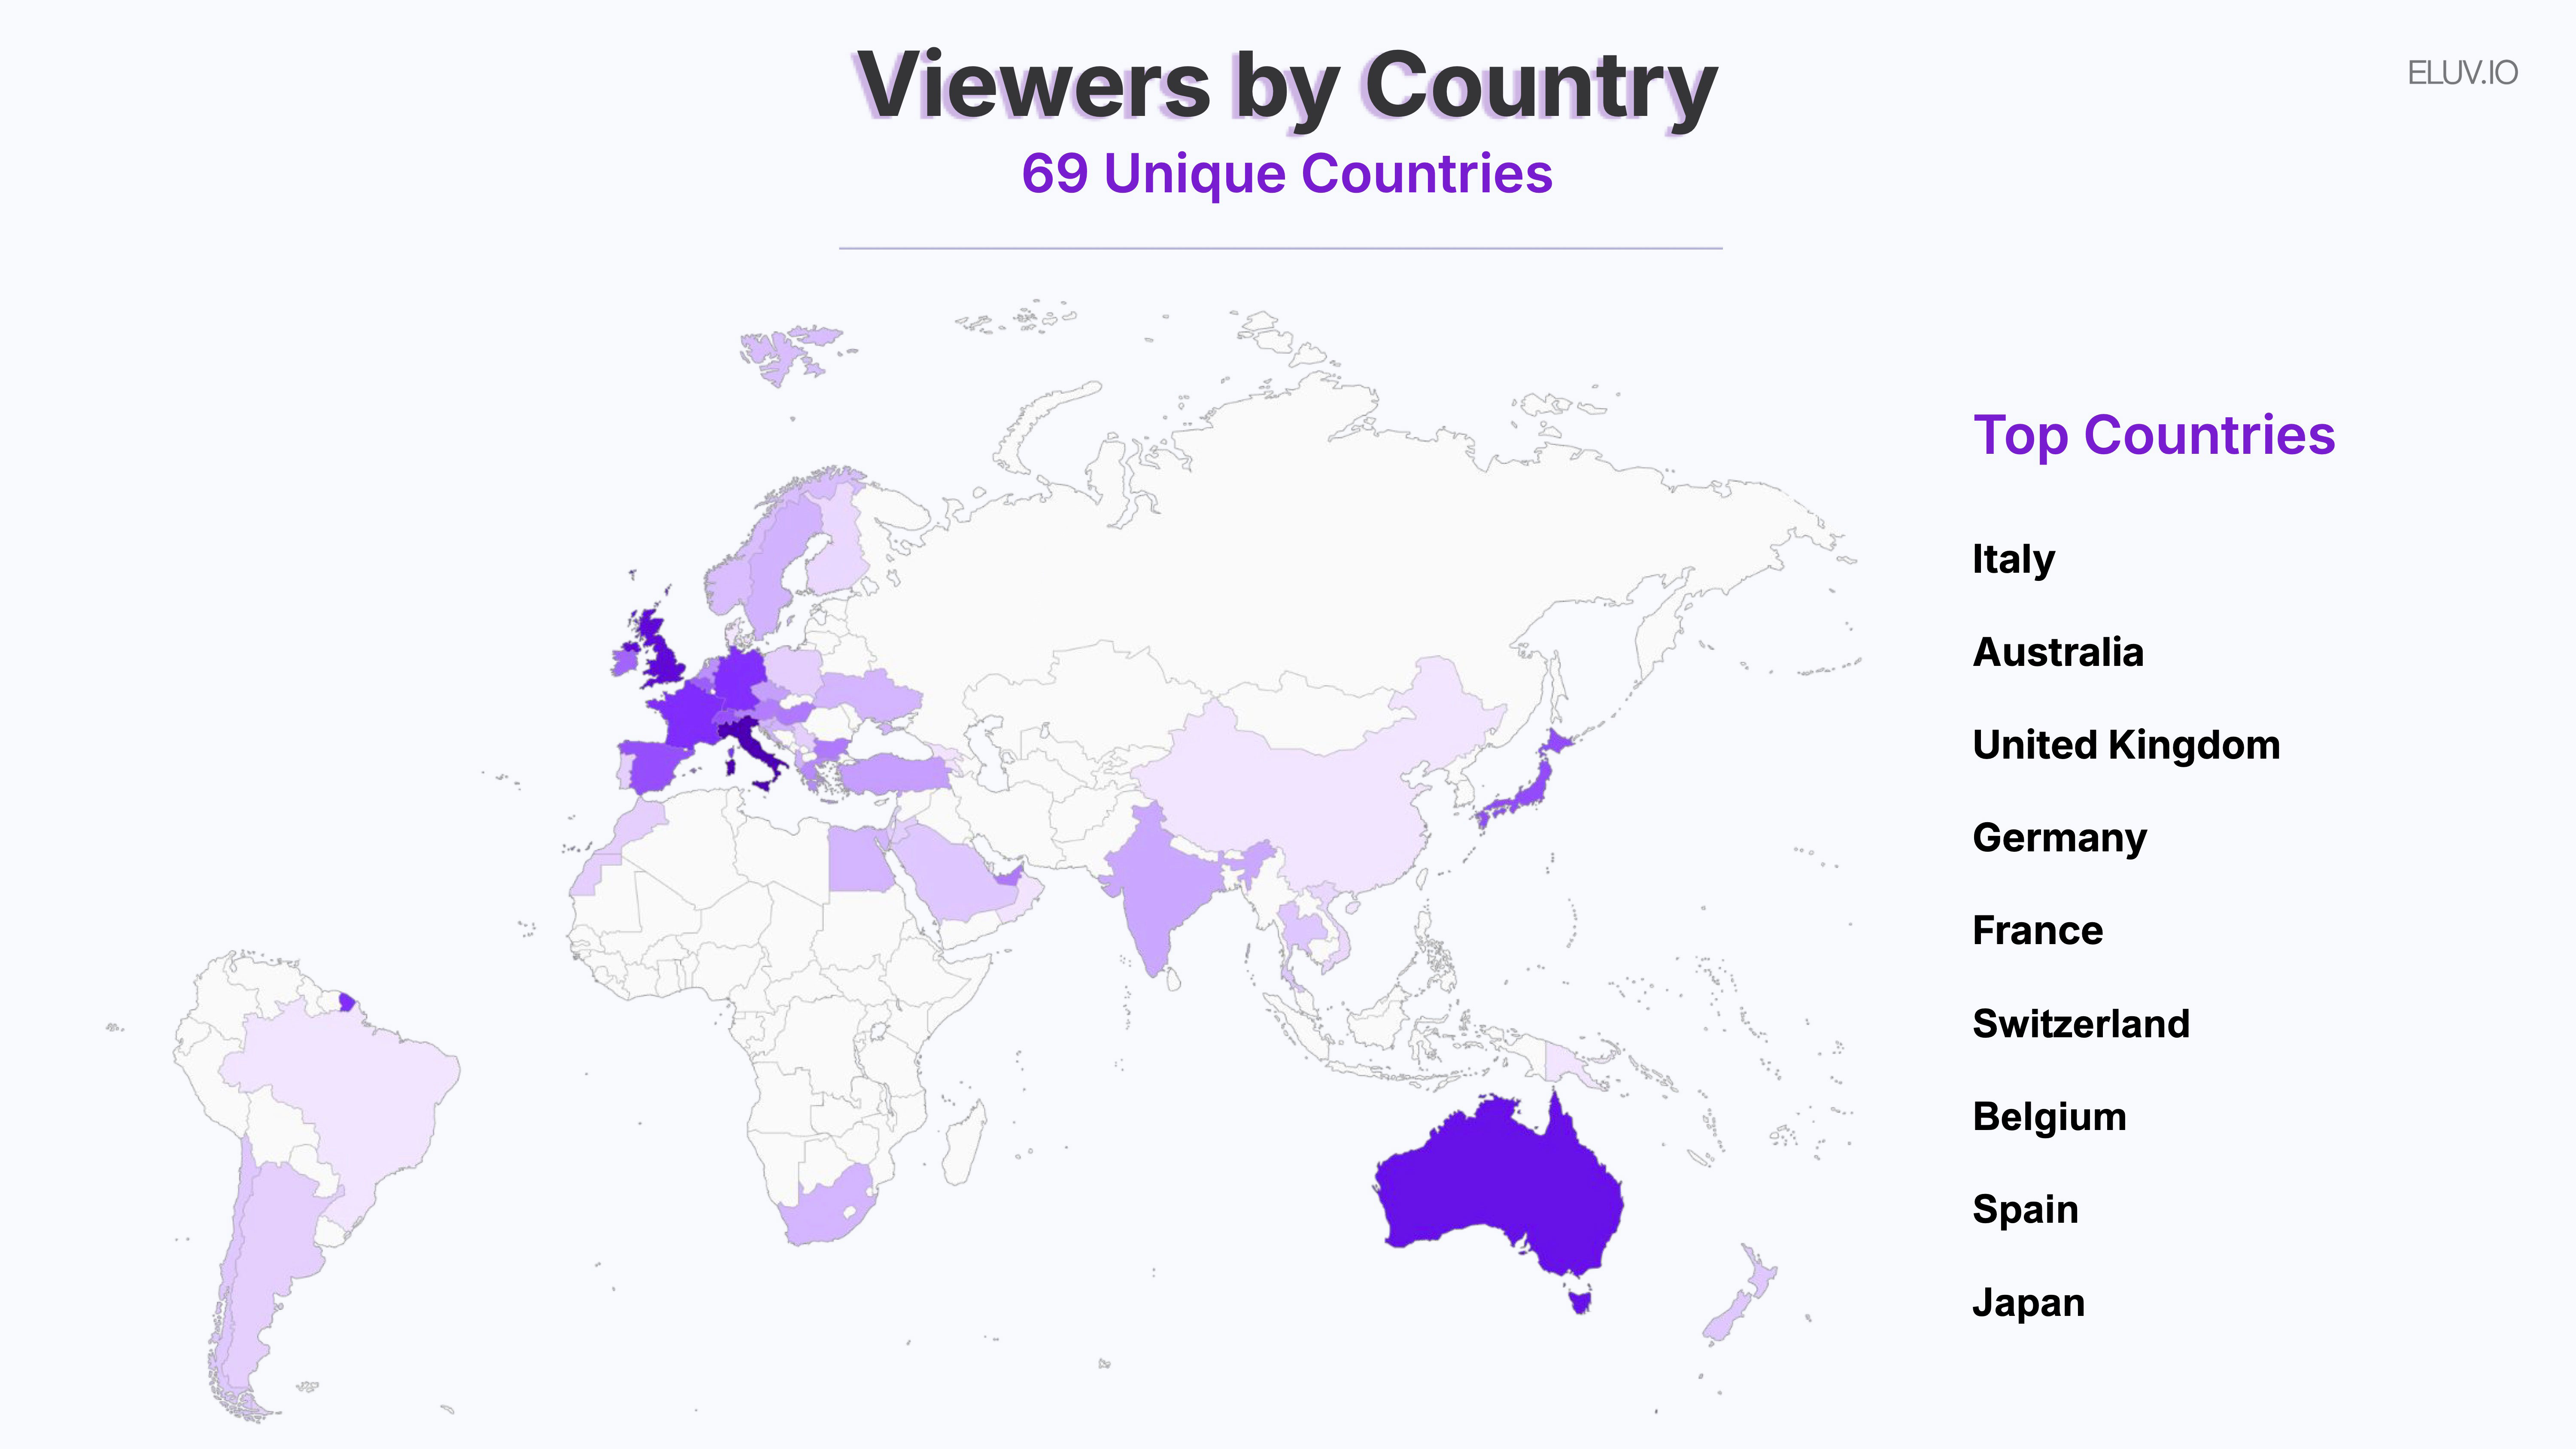 Viewers by Country
ELUV.IO
69 Unique Countries
Top Countries
Italy
Australia
United Kingdom
Germany
France
Switzerland
Belgium
Spain
Japan